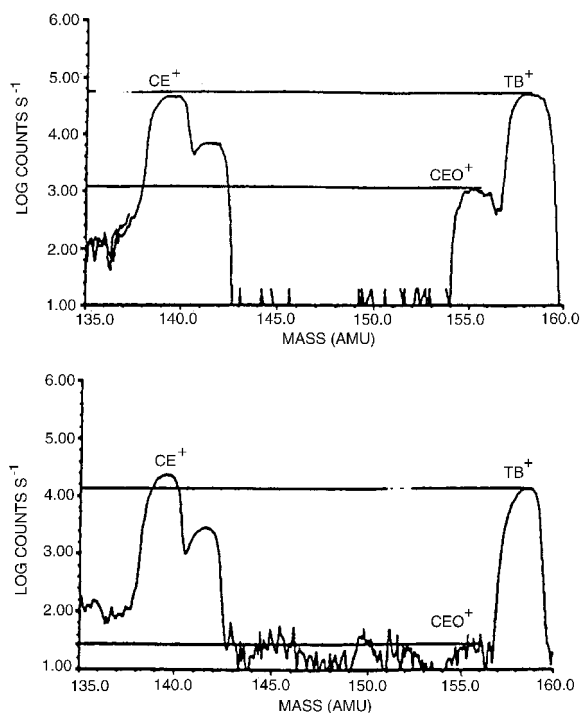 6.00
5.00
4.00
3.00
2.00
1.00
LOG COUNTS S⁻¹
CE⁺
TB⁺
CEO⁺
135.0 140.0 145.0 150.0 155.0 160.0
MASS (AMU)
6.00
5.00
4.00
3.00
2.00
1.00
LOG COUNTS S⁻¹
CE⁺
TB⁺
CEO⁺
135.0 140.0 145.0 150.0 155.0 160.0
MASS (AMU)